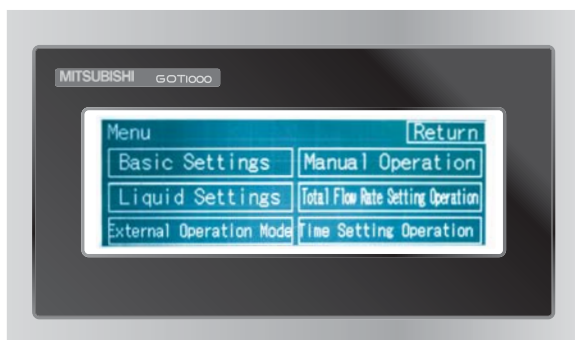 MITSUBISHI GOT1000
Menu Return
Basic Settings Manual Operation
Liquid Settings Total Flow Rate Setting Operation
External Operation Mode Time Setting Operation